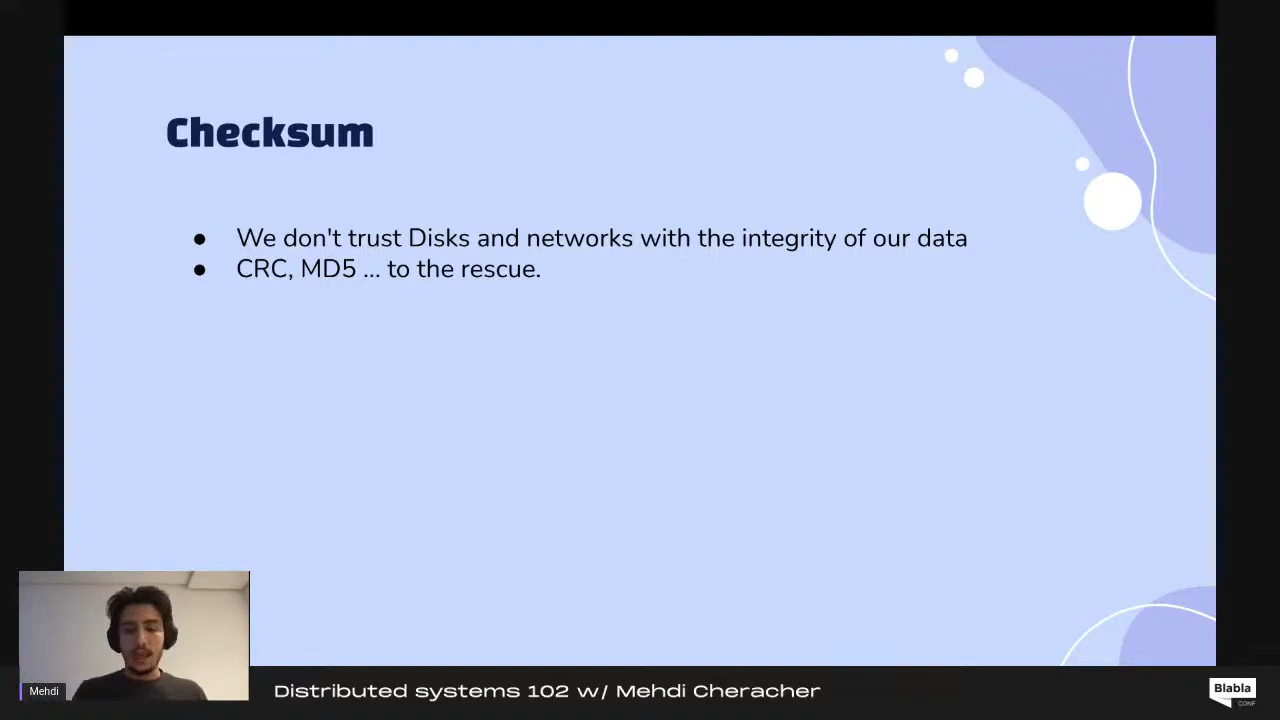 Checksum
● We don't trust Disks and networks with the integrity of our data
● CRC, MD5 ... to the rescue.
Mehdi
Distributed systems 102 w/ Mehdi Cheracher
Blabla
CONF